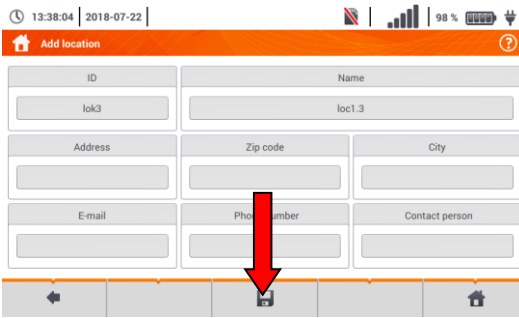 13:38:04 2018-07-22 98 %
Add location ?
ID Name
lok3 loc1.3
Address Zip code City
E-mail Phone number Contact person